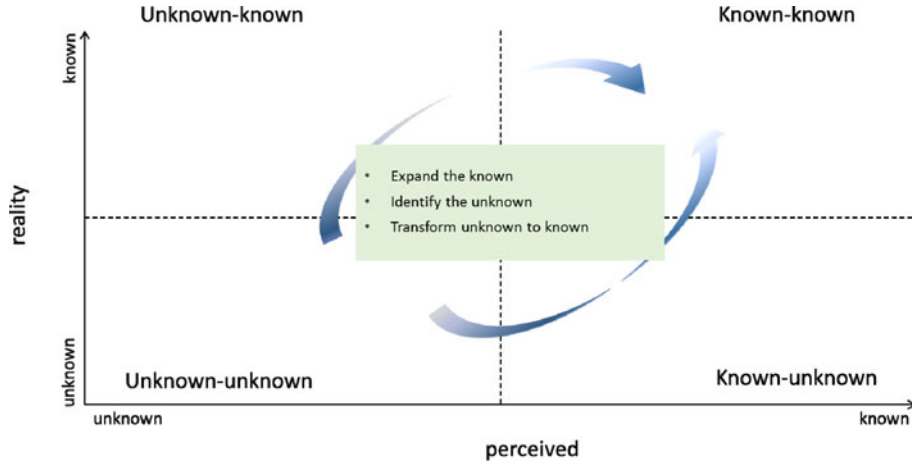 Unknown-known
Known-known
known
reality
• Expand the known
• Identify the unknown
• Transform unknown to known
unknown
Unknown-unknown
Known-unknown
unknown
known
perceived